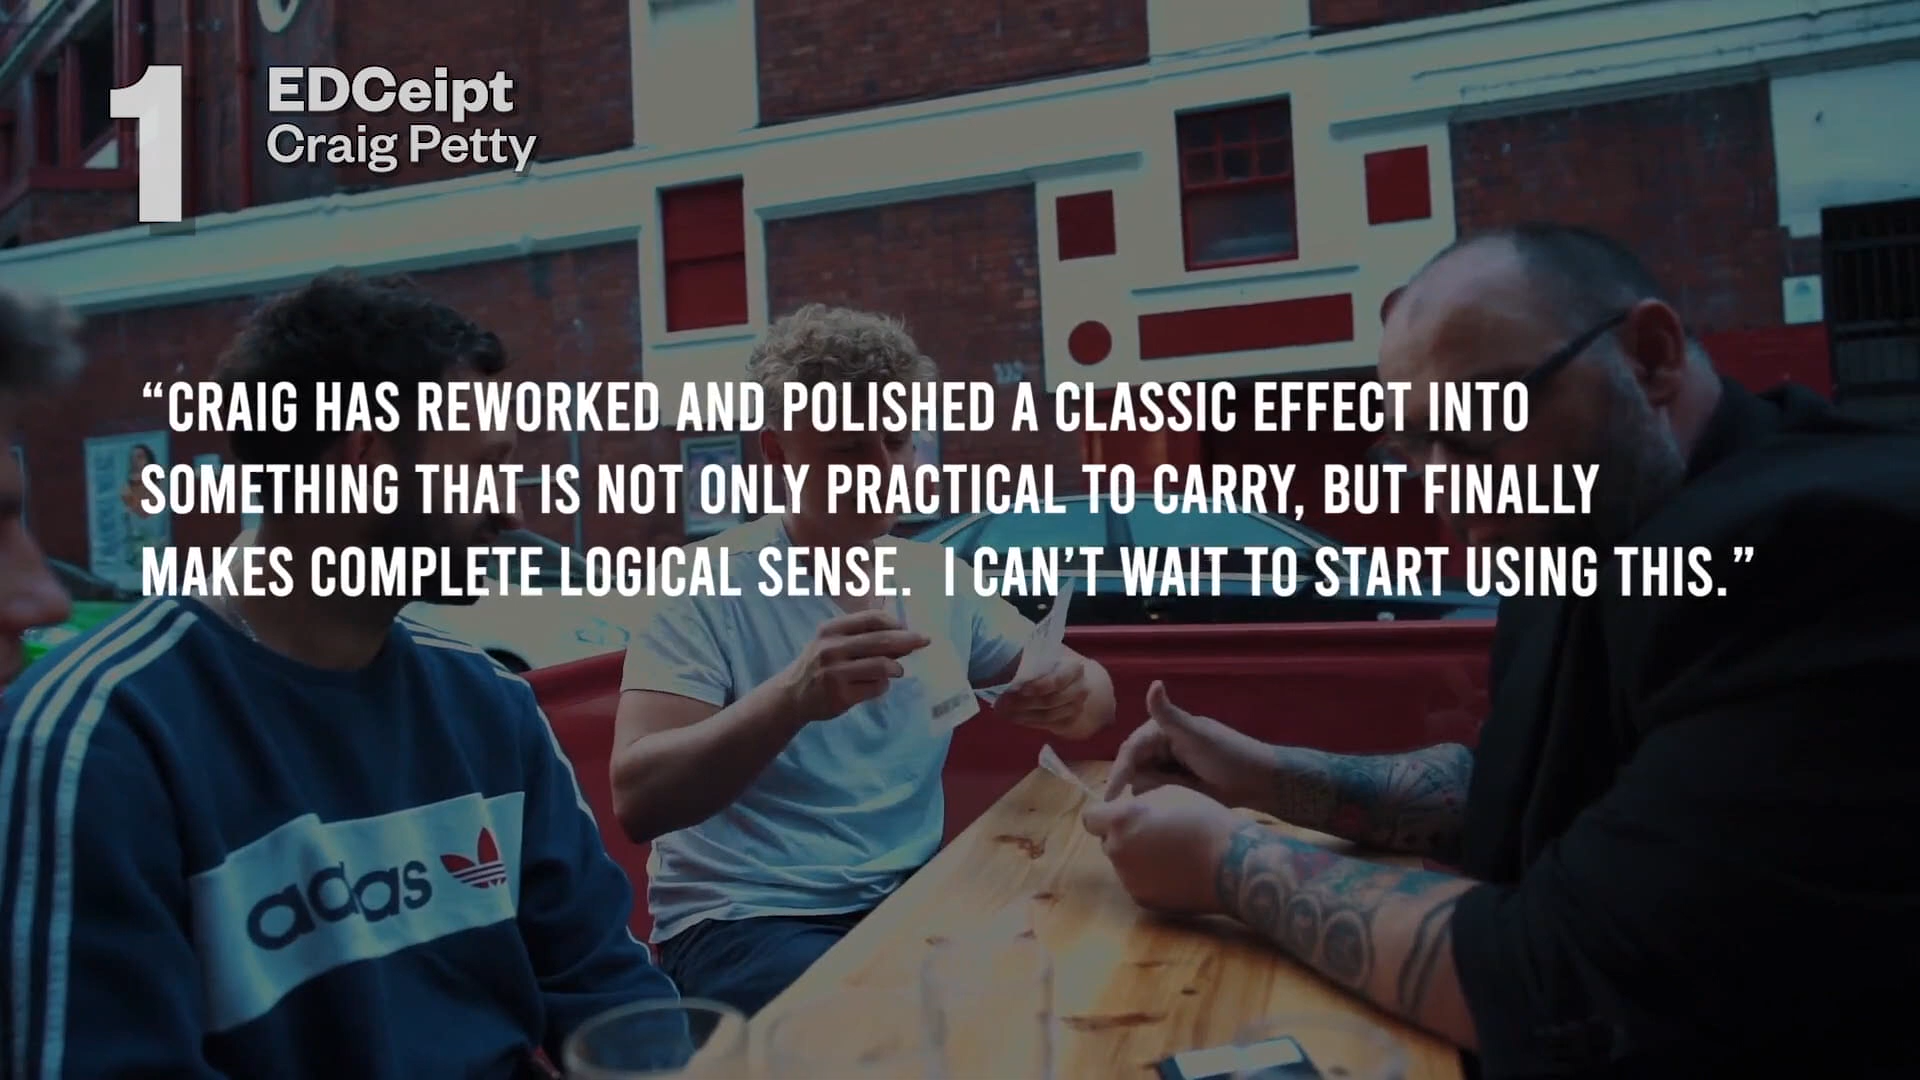 1
EDCeipt
Craig Petty
“CRAIG HAS REWORKED AND POLISHED A CLASSIC EFFECT INTO
SOMETHING THAT IS NOT ONLY PRACTICAL TO CARRY, BUT FINALLY
MAKES COMPLETE LOGICAL SENSE. I CAN’T WAIT TO START USING THIS.”
adidas